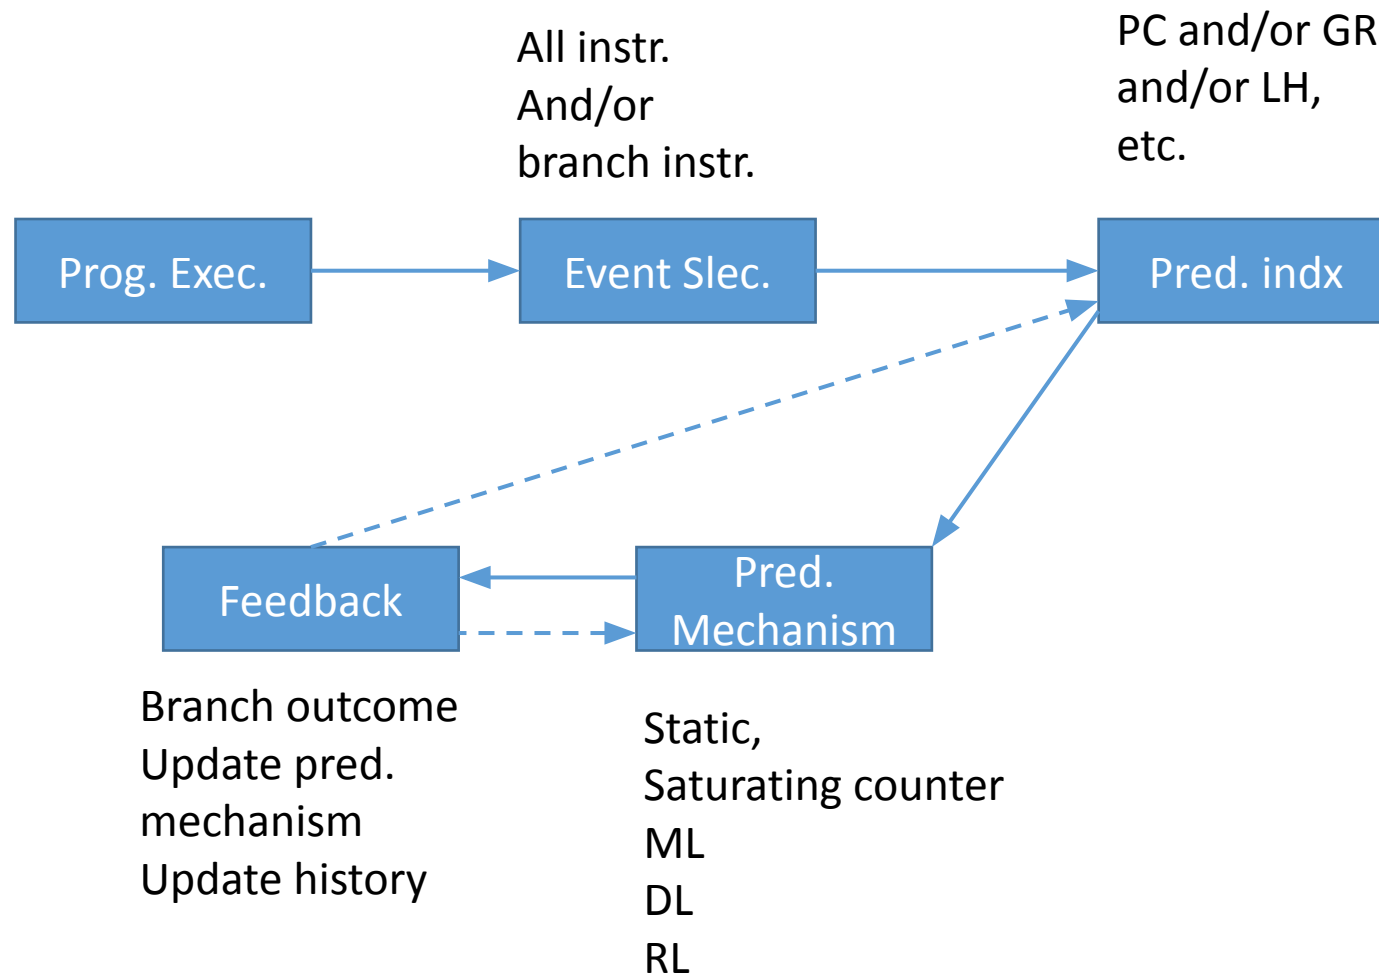 All instr.
And/or
branch instr.
PC and/or GR
and/or LH,
etc.
Prog. Exec.
Event Slec.
Pred. indx
Feedback
Pred.
Mechanism
Branch outcome
Update pred.
mechanism
Update history
Static,
Saturating counter
ML
DL
RL